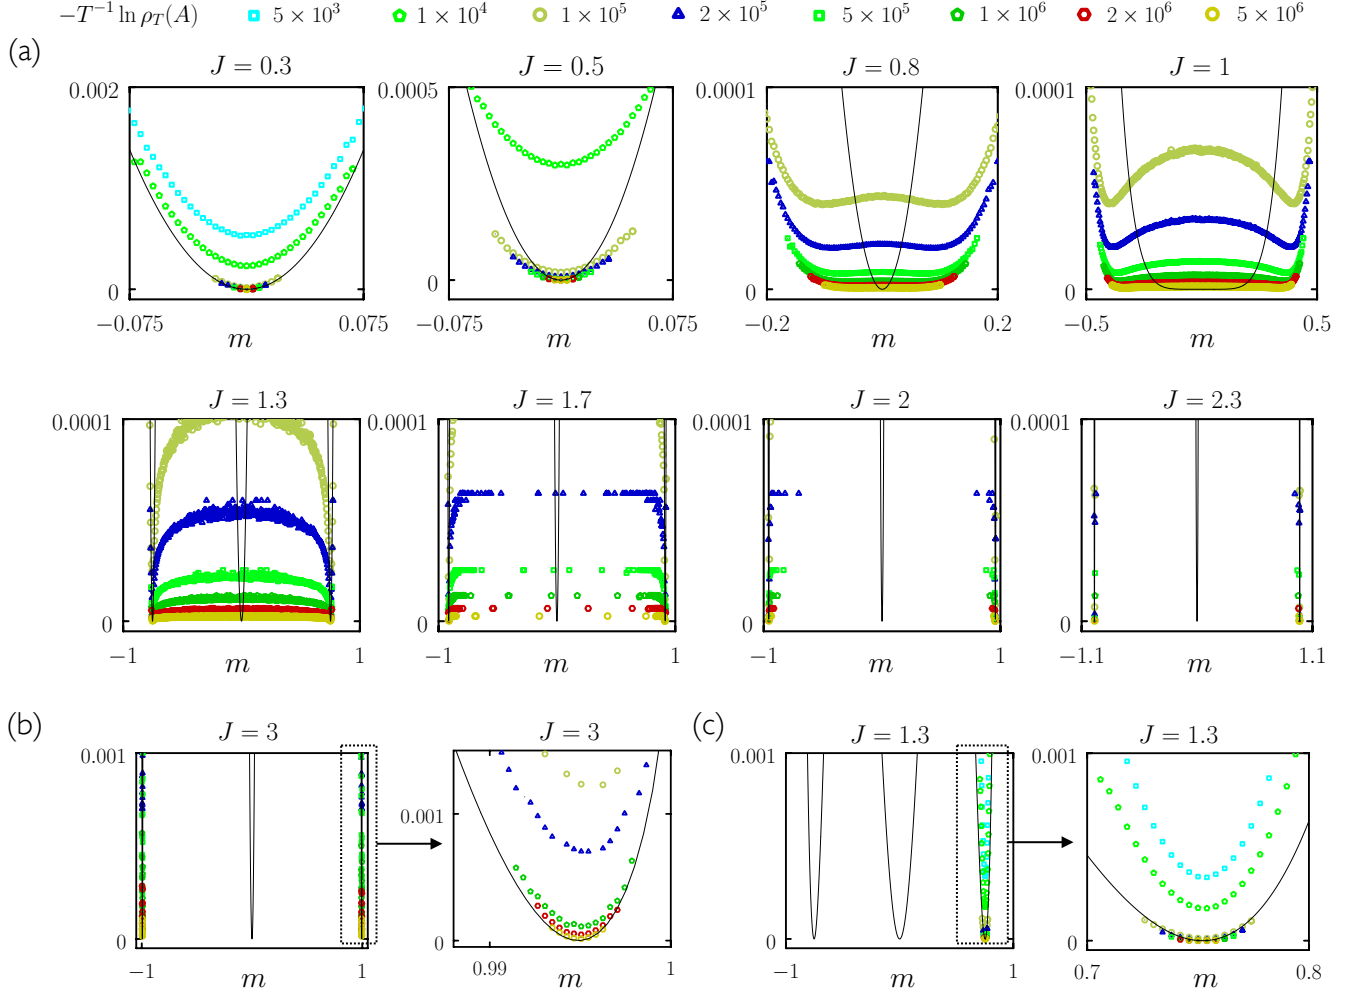 −T⁻¹ ln ρ_T(A) 5 × 10³ 1 × 10⁴ 1 × 10⁵ 2 × 10⁵ 5 × 10⁵ 1 × 10⁶ 2 × 10⁶ 5 × 10⁶
(a)
J = 0.3 J = 0.5 J = 0.8 J = 1
0.002 0.0005 0.0001 0.0001
0 0 0 0
−0.075 0.075 −0.075 0.075 −0.2 0.2 −0.5 0.5
m m m m
J = 1.3 J = 1.7 J = 2 J = 2.3
0.0001 0.0001 0.0001 0.0001
0 0 0 0
−1 1 −1 1 −1 1 −1.1 1.1
m m m m
(b) (c)
J = 3 J = 3 J = 1.3 J = 1.3
0.001 0.001 0.001 0.001
0 0 0 0
−1 1 0.99 1 −1 1 0.7 0.8
m m m m